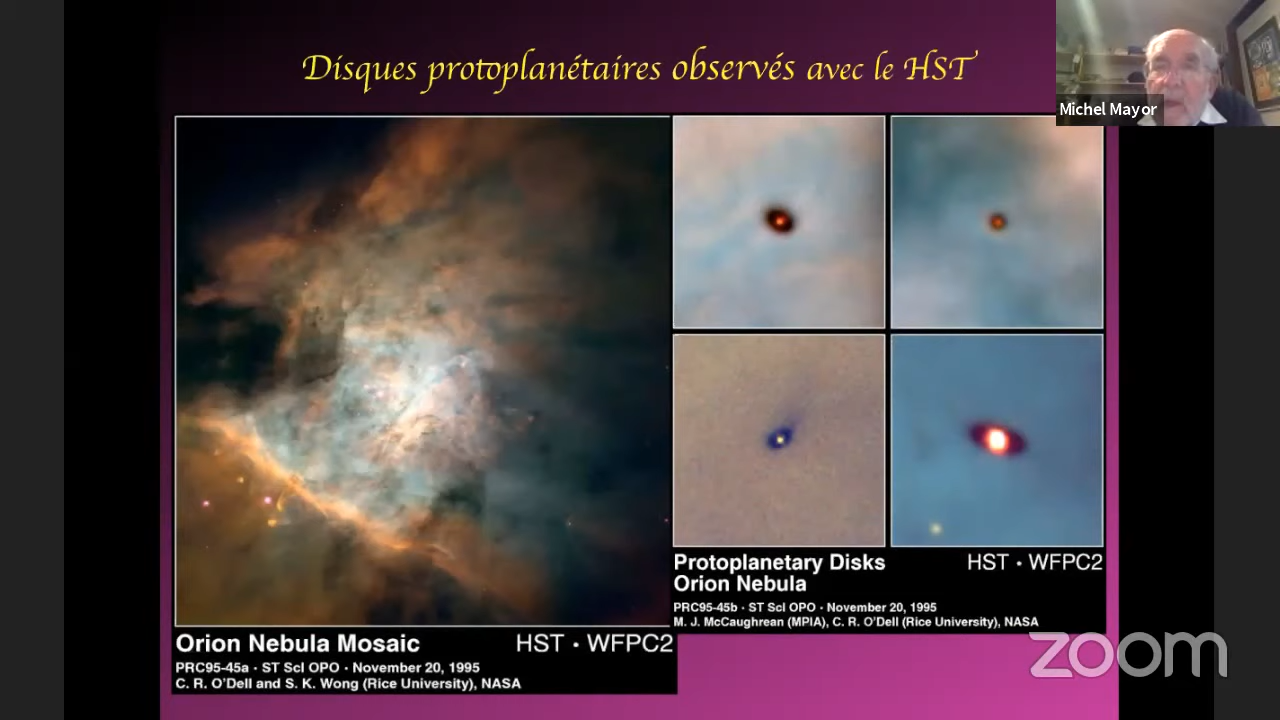 Disques protoplanétaires observés avec le HST
Michel Mayor
Orion Nebula Mosaic HST • WFPC2
PRC95-45a • ST ScI OPO • November 20, 1995
C. R. O'Dell and S. K. Wong (Rice University), NASA
Protoplanetary Disks HST • WFPC2
Orion Nebula
PRC95-45b • ST ScI OPO • November 20, 1995
M. J. McCaughrean (MPIA), C. R. O'Dell (Rice University), NASA
zoom